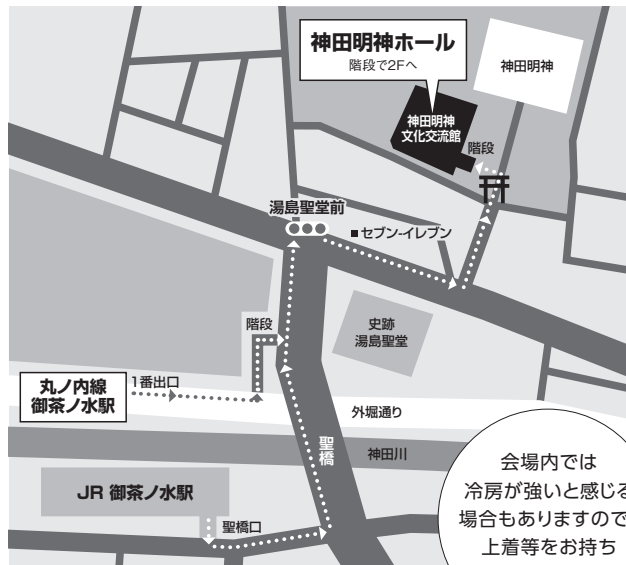 神田明神ホール
階段で2Fへ
神田明神
神田明神
文化交流館
階段
湯島聖堂前
■セブン-イレブン
階段
史跡
湯島聖堂
丸ノ内線
御茶ノ水駅
1番出口
外堀通り
聖橋
神田川
JR 御茶ノ水駅
聖橋口
会場内では
冷房が強いと感じる
場合もありますので
上着等をお持ち